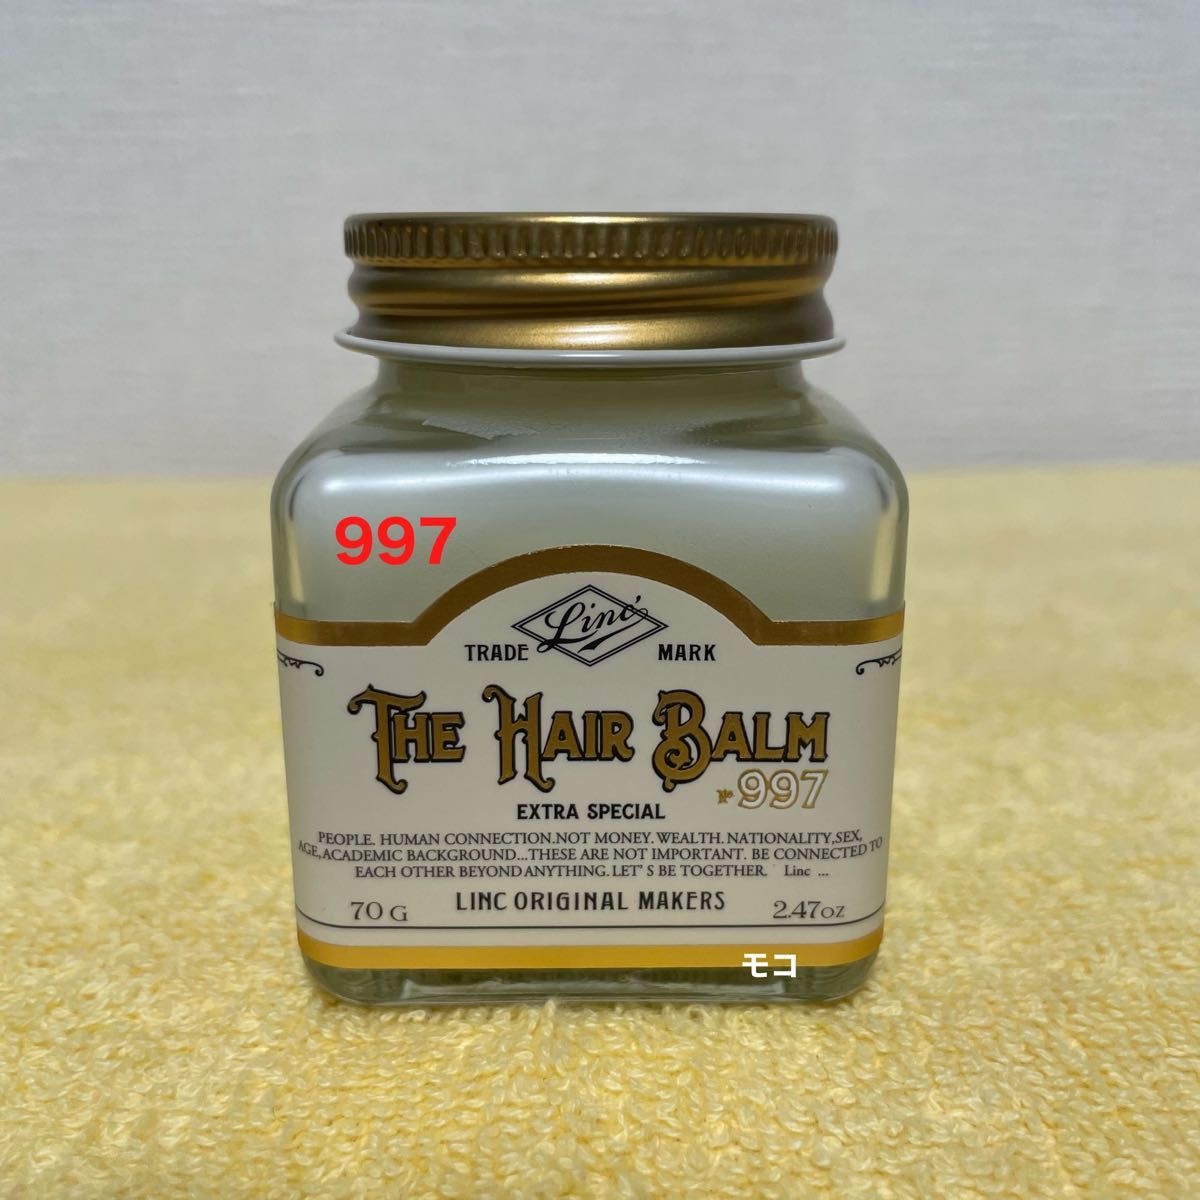 997
Linc'
TRADE MARK
THE HAIR BALM
No 997
EXTRA SPECIAL
PEOPLE. HUMAN CONNECTION.NOT MONEY. WEALTH. NATIONALITY,SEX,
AGE, ACADEMIC BACKGROUND...THESE ARE NOT IMPORTANT. BE CONNECTED TO
EACH OTHER BEYOND ANYTHING. LET'S BE TOGETHER. Linc ...
70 G LINC ORIGINAL MAKERS 2.47oz
モコ